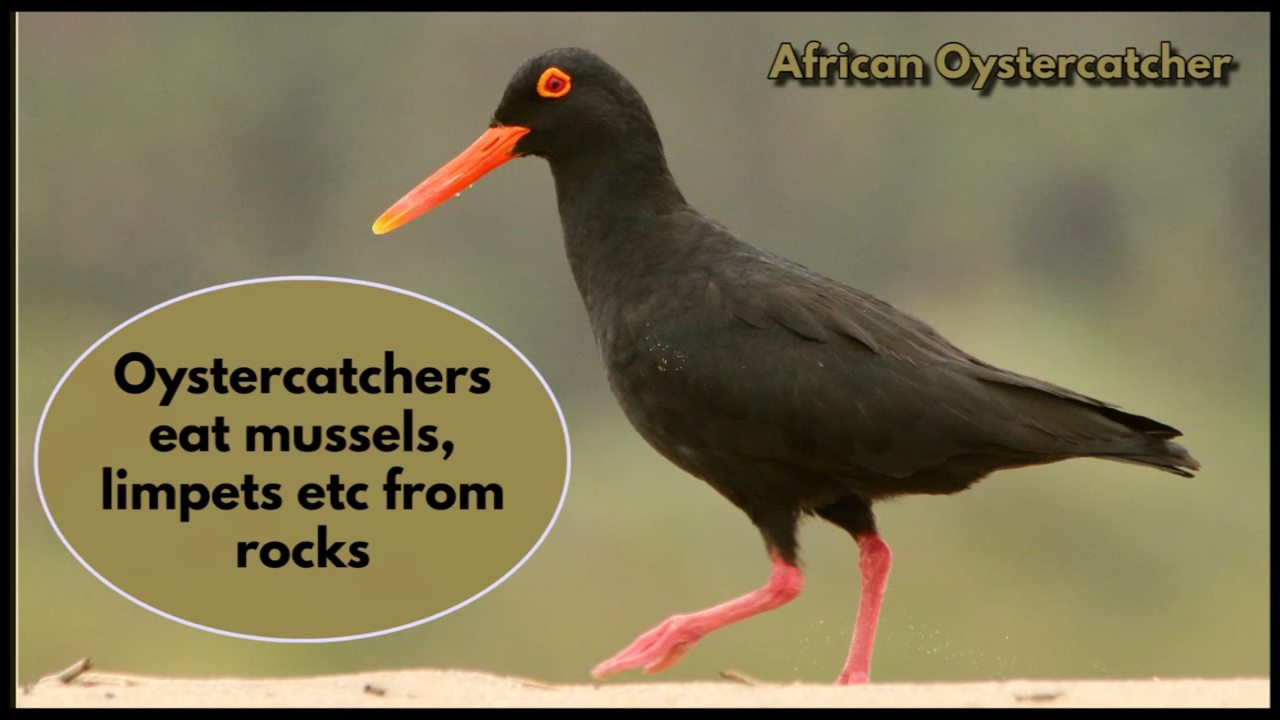 African Oystercatcher
Oystercatchers
eat mussels,
limpets etc from
rocks